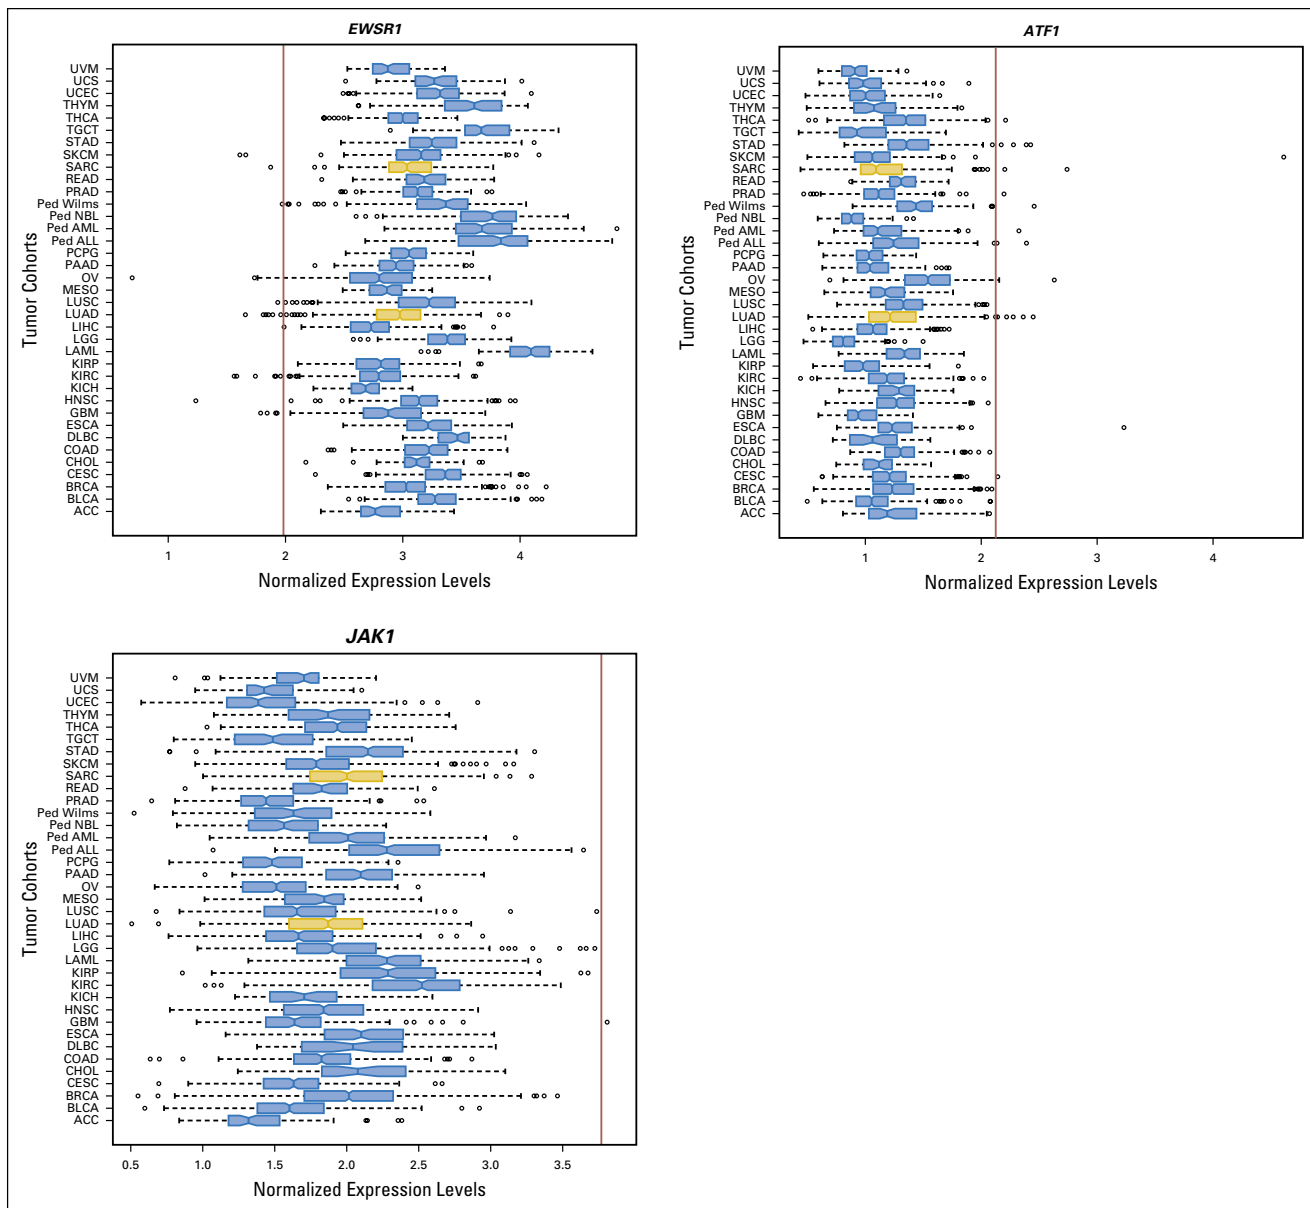 EWSR1
Tumor Cohorts
UVM
UCS
UCEC
THYM
THCA
TGCT
STAD
SKCM
SARC
READ
PRAD
Ped Wilms
Ped NBL
Ped AML
Ped ALL
PCPG
PAAD
OV
MESO
LUSC
LUAD
LIHC
LGG
LAML
KIRP
KIRC
KICH
HNSC
GBM
ESCA
DLBC
COAD
CHOL
CESC
BRCA
BLCA
ACC
1 2 3 4
Normalized Expression Levels
ATF1
Tumor Cohorts
UVM
UCS
UCEC
THYM
THCA
TGCT
STAD
SKCM
SARC
READ
PRAD
Ped Wilms
Ped NBL
Ped AML
Ped ALL
PCPG
PAAD
OV
MESO
LUSC
LUAD
LIHC
LGG
LAML
KIRP
KIRC
KICH
HNSC
GBM
ESCA
DLBC
COAD
CHOL
CESC
BRCA
BLCA
ACC
1 2 3 4
Normalized Expression Levels
JAK1
Tumor Cohorts
UVM
UCS
UCEC
THYM
THCA
TGCT
STAD
SKCM
SARC
READ
PRAD
Ped Wilms
Ped NBL
Ped AML
Ped ALL
PCPG
PAAD
OV
MESO
LUSC
LUAD
LIHC
LGG
LAML
KIRP
KIRC
KICH
HNSC
GBM
ESCA
DLBC
COAD
CHOL
CESC
BRCA
BLCA
ACC
0.5 1.0 1.5 2.0 2.5 3.0 3.5
Normalized Expression Levels